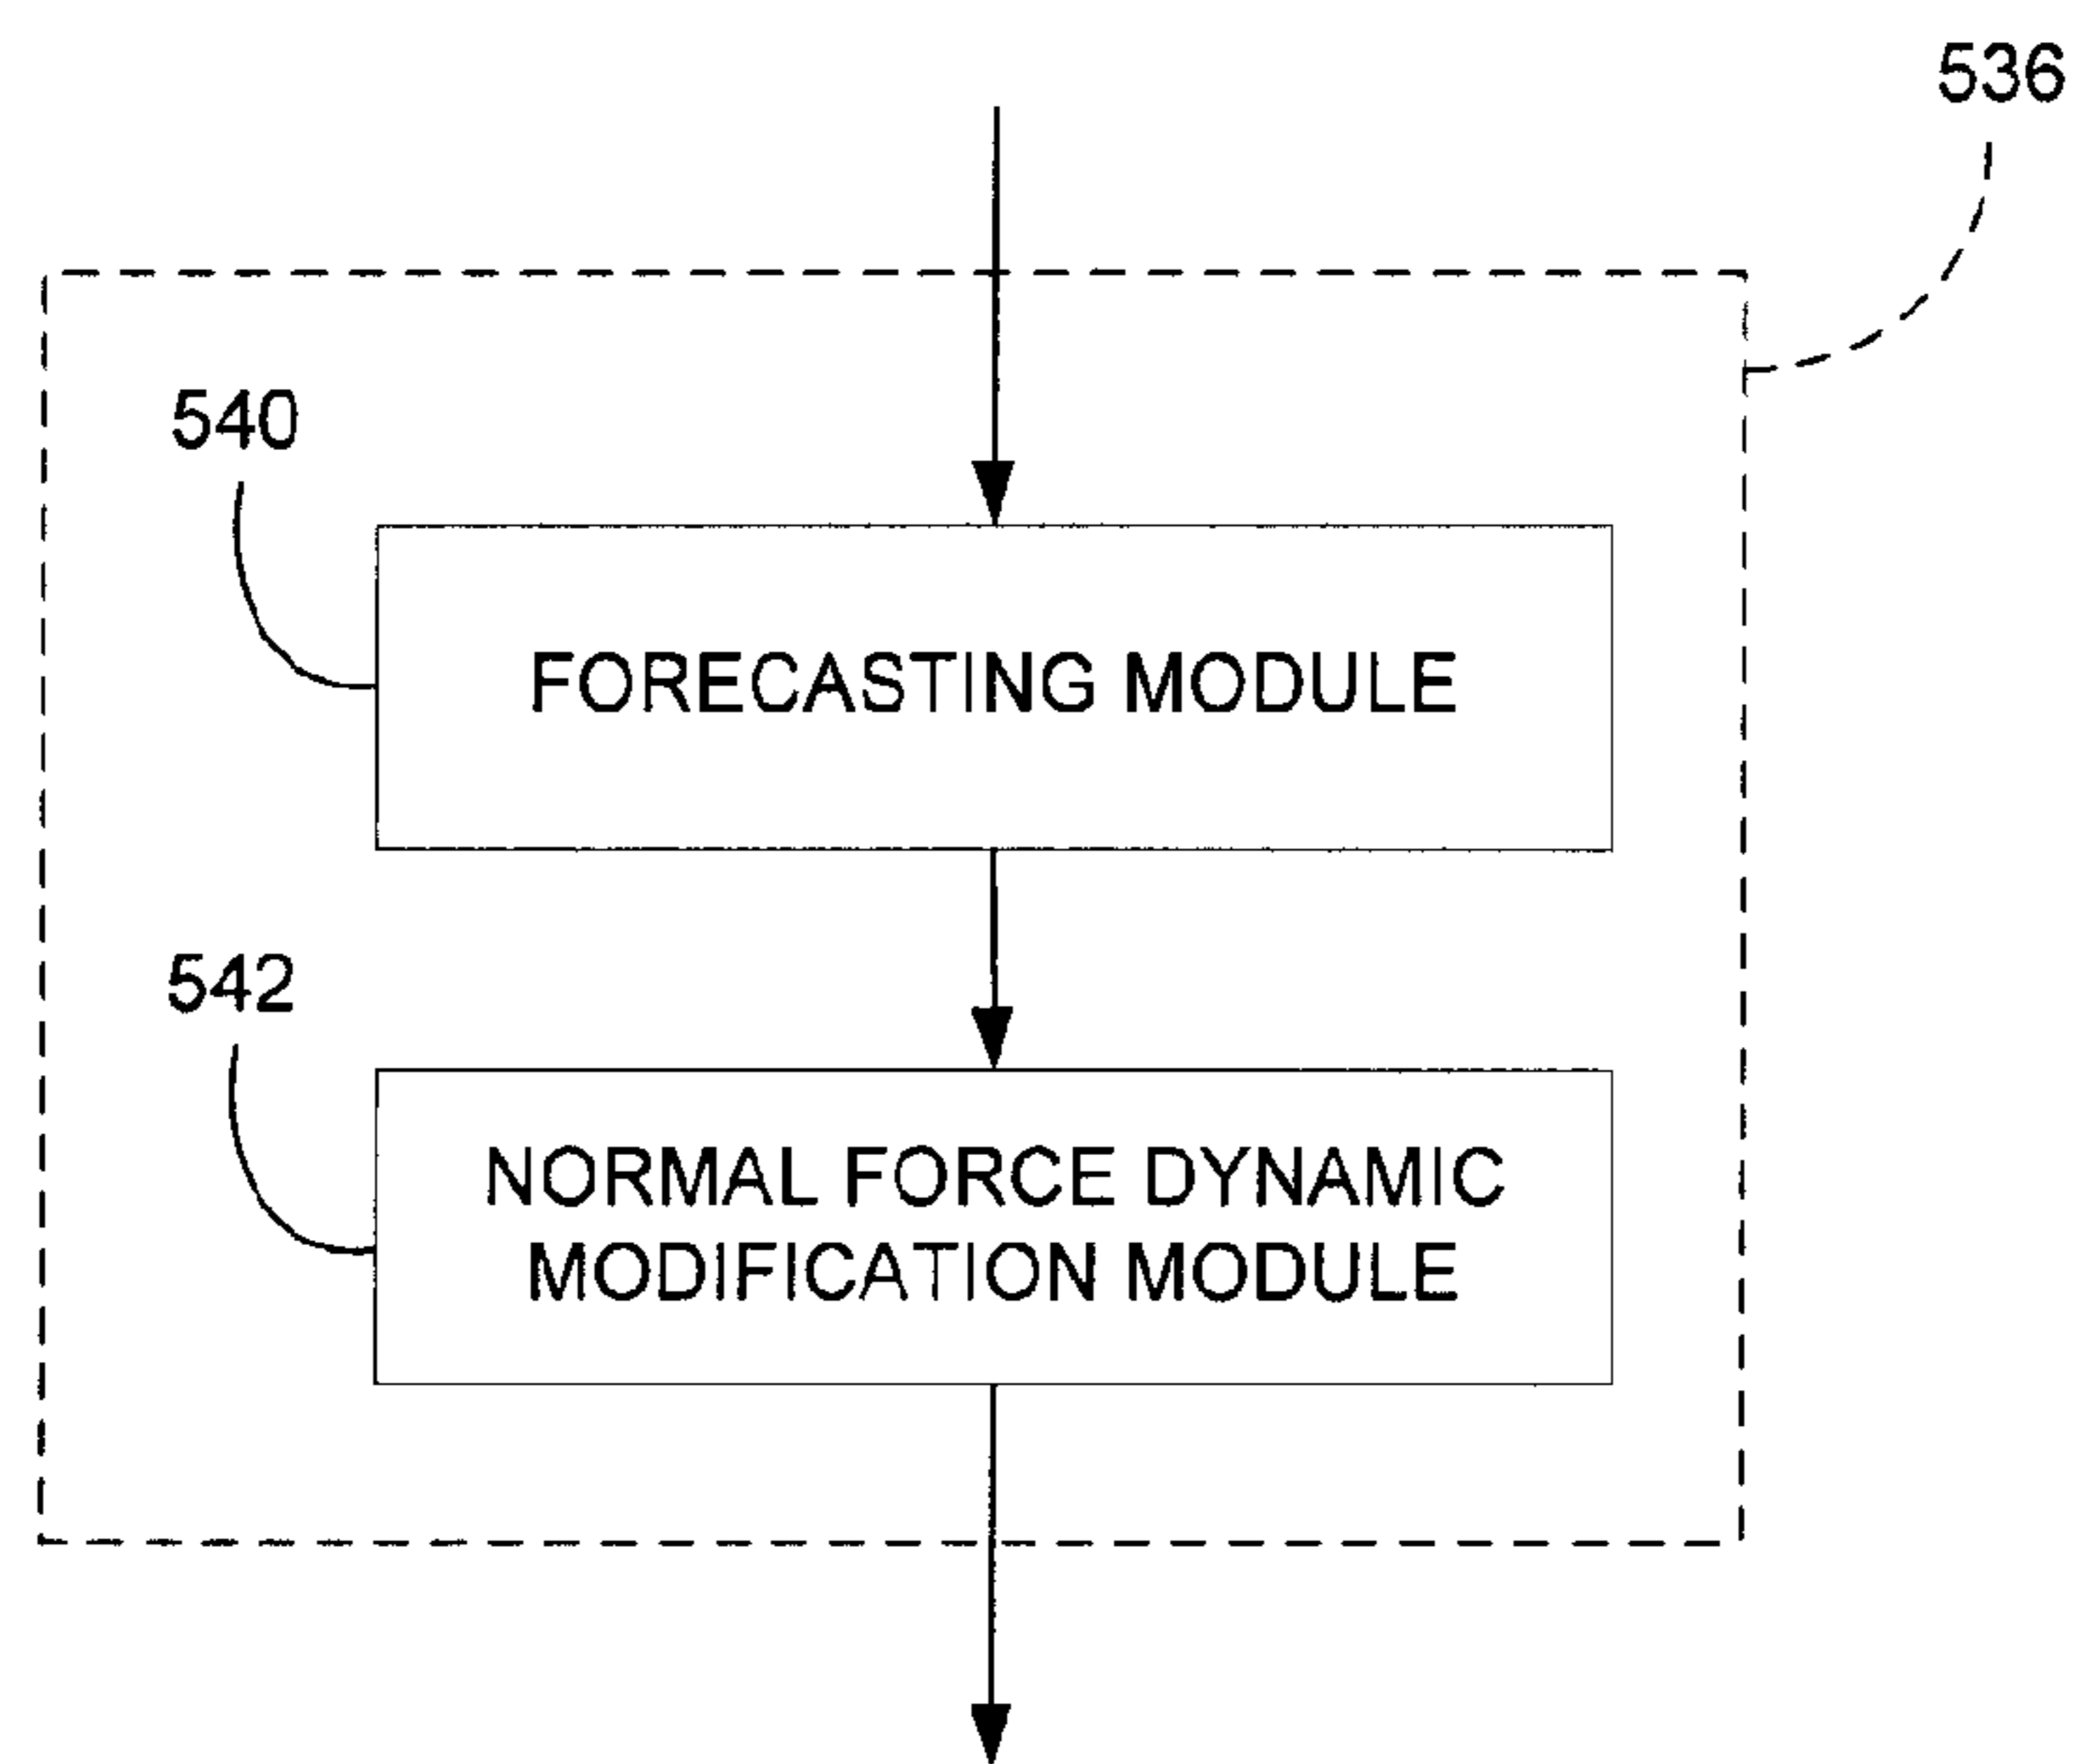 536
540
FORECASTING MODULE
542
NORMAL FORCE DYNAMIC
MODIFICATION MODULE